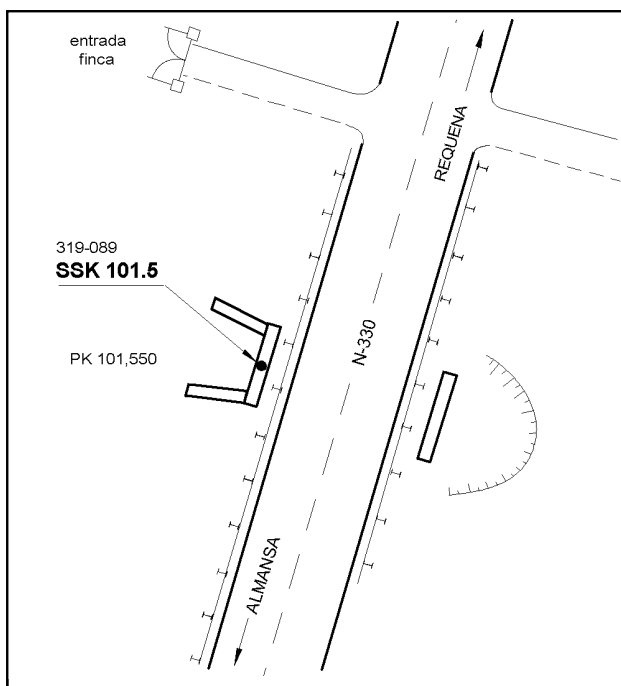 entrada
finca
REQUENA
319-089
SSK 101.5
N-330
PK 101,550
ALMANSA